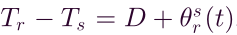 $T_r - T_s = D + \theta_r^s(t)$